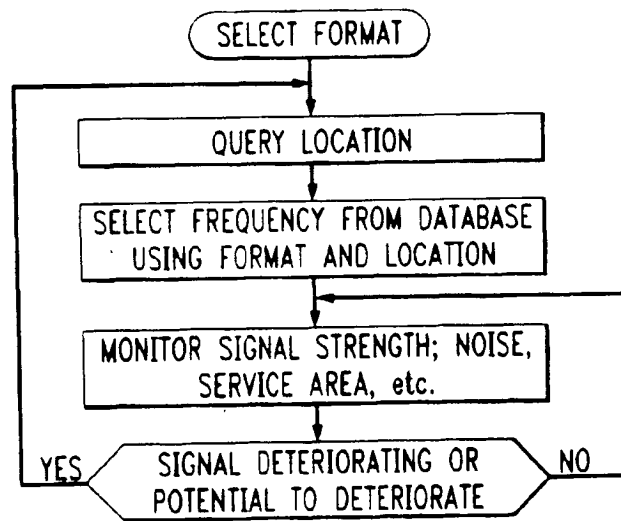 SELECT FORMAT
QUERY LOCATION
SELECT FREQUENCY FROM DATABASE
USING FORMAT AND LOCATION
MONITOR SIGNAL STRENGTH; NOISE,
SERVICE AREA, etc.
YES
SIGNAL DETERIORATING OR
POTENTIAL TO DETERIORATE
NO